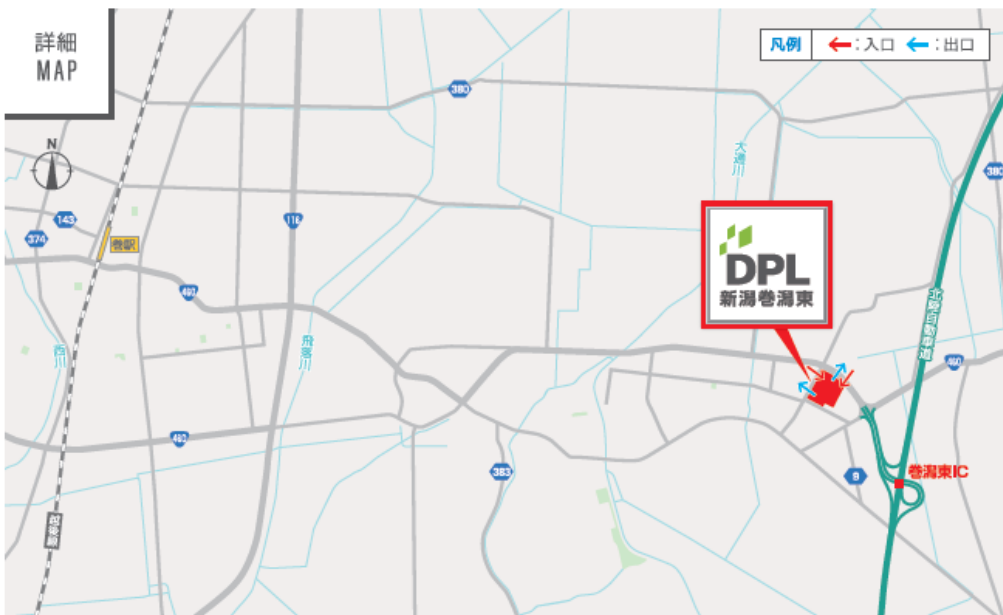 詳細
MAP
凡例 ←:入口 ←:出口
N
380
大通川
380
143
374
巻駅
116
DPL
新潟巻潟東
460
北陸自動車道
西川
飛落川
460
460
383
9
巻潟東IC
越後線